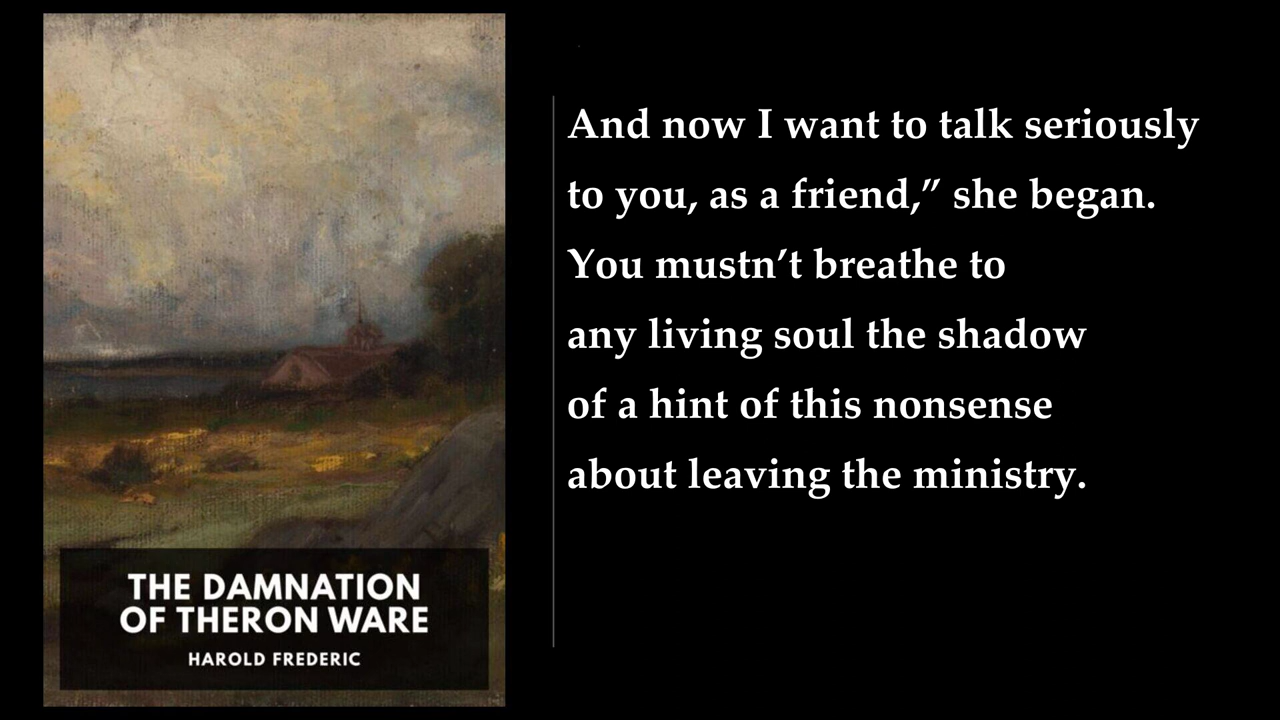 And now I want to talk seriously
to you, as a friend,” she began.
You mustn’t breathe to
any living soul the shadow
of a hint of this nonsense
about leaving the ministry.
THE DAMNATION
OF THERON WARE
HAROLD FREDERIC